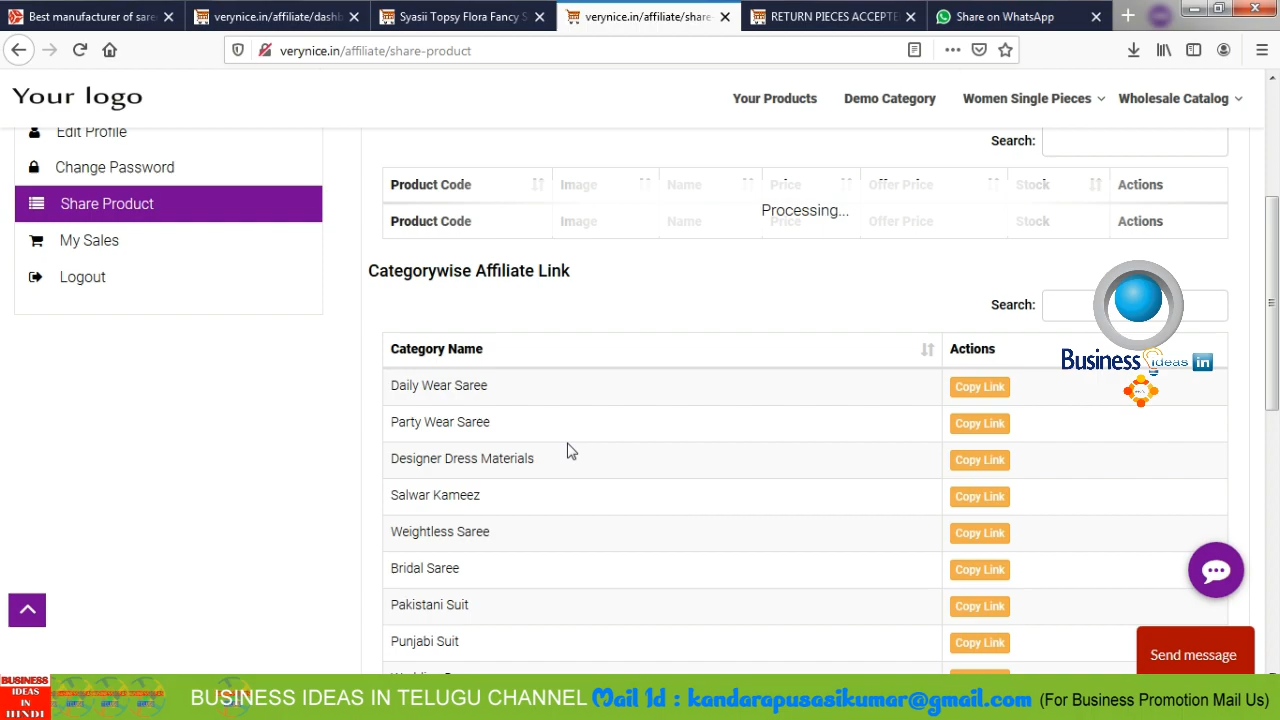 Best manufacturer of sare
verynice.in/affiliate/dashb
Syasii Topsy Flora Fancy S
verynice.in/affiliate/share-
RETURN PIECES ACCEPTE
Share on WhatsApp
verynice.in/affiliate/share-product
Your logo
Your Products
Demo Category
Women Single Pieces
Wholesale Catalog
Edit Profile
Change Password
Share Product
My Sales
Logout
Search:
Product Code Image Name Price Offer Price Stock Actions
Processing...
Product Code Image Name Price Offer Price Stock Actions
Categorywise Affiliate Link
Search:
Business ideas in
Category Name Actions
Daily Wear Saree Copy Link
Party Wear Saree Copy Link
Designer Dress Materials Copy Link
Salwar Kameez Copy Link
Weightless Saree Copy Link
Bridal Saree Copy Link
Pakistani Suit Copy Link
Punjabi Suit Copy Link
Send message
BUSINESS
IDEAS
IN
HINDI
BUSINESS IDEAS IN TELUGU CHANNEL Mail Id : kandarapusasikumar@gmail.com (For Business Promotion Mail Us)